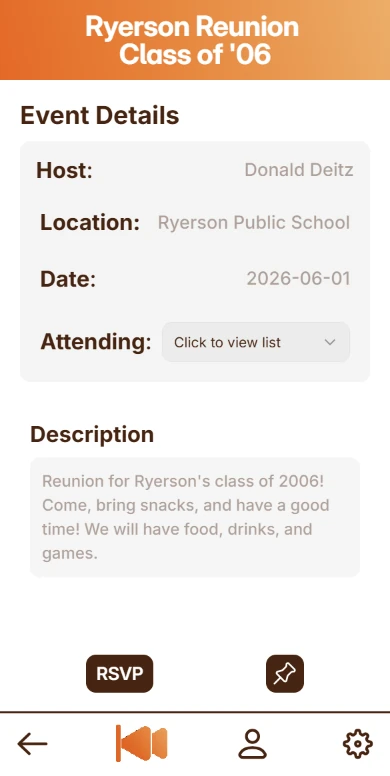 Ryerson Reunion
Class of '06
Event Details
Host: Donald Deitz
Location: Ryerson Public School
Date: 2026-06-01
Attending: Click to view list
Description
Reunion for Ryerson's class of 2006!
Come, bring snacks, and have a good
time! We will have food, drinks, and
games.
RSVP